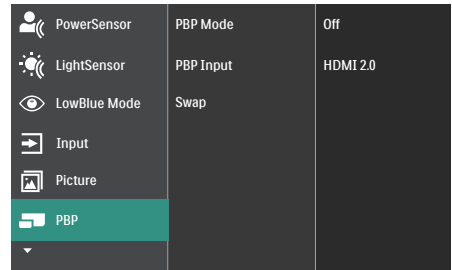 PowerSensor PBP Mode Off
LightSensor PBP Input HDMI 2.0
LowBlue Mode Swap
Input
Picture
PBP